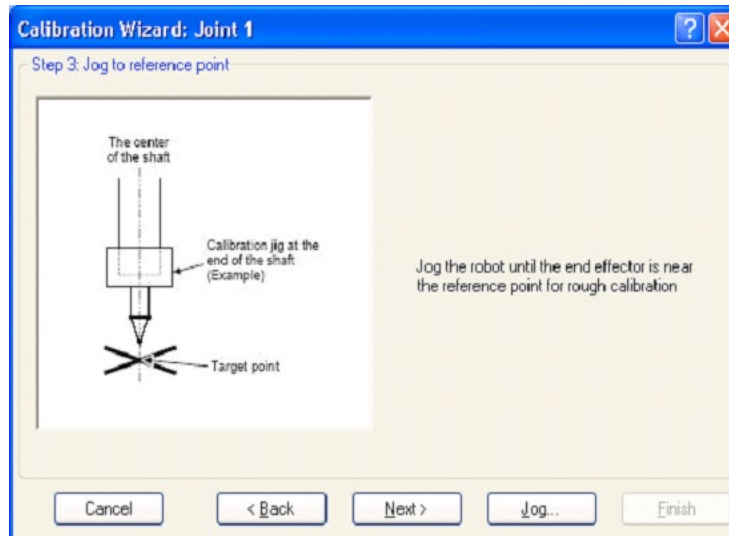 Calibration Wizard: Joint 1
Step 3: Jog to reference point
The center
of the shaft
Calibration jig at the
end of the shaft
(Example)
Target point
Jog the robot until the end effector is near
the reference point for rough calibration
Cancel
< Back
Next >
Jog...
Finish